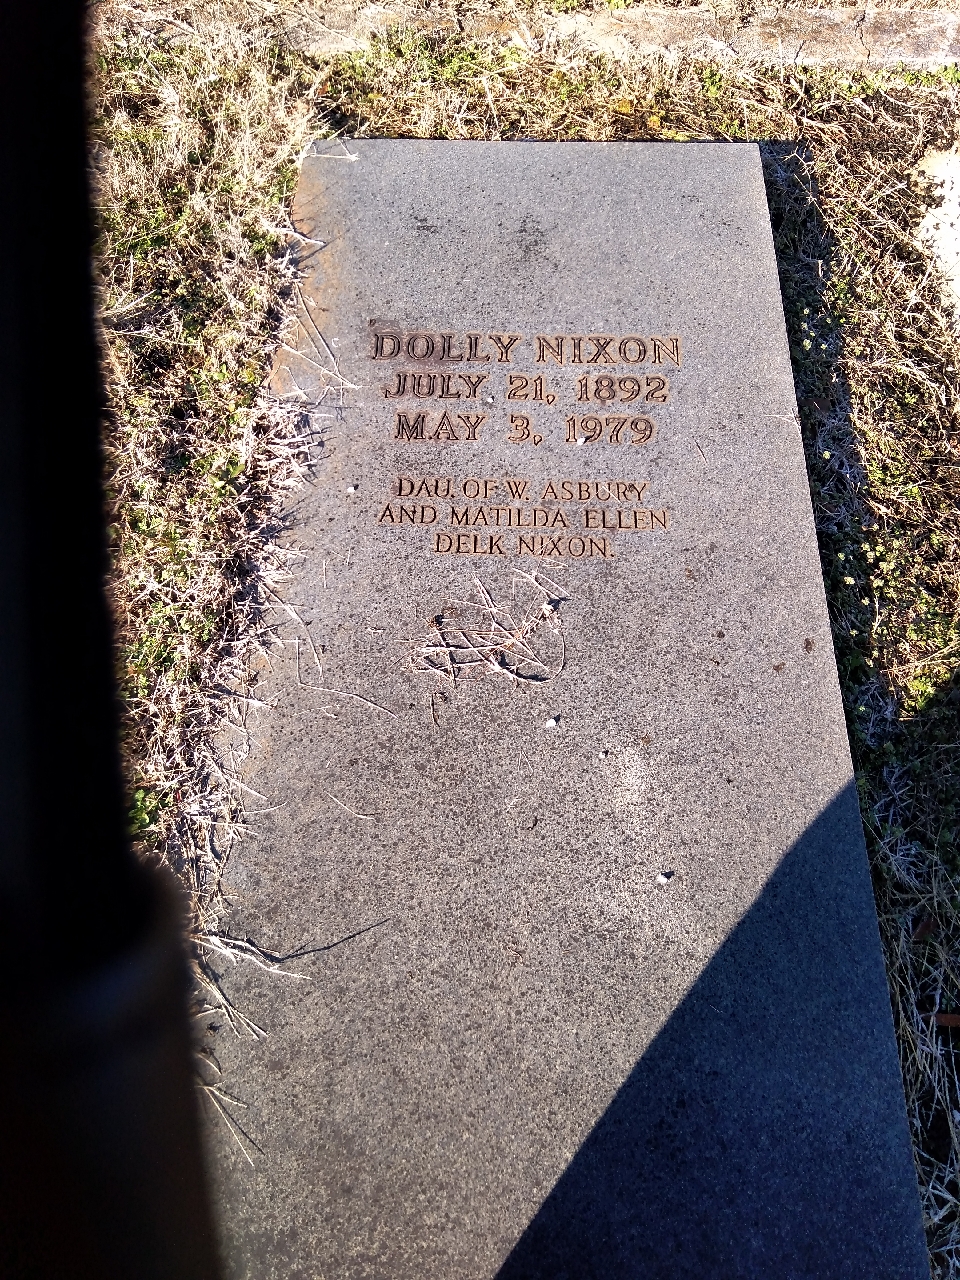 DOLLY NIXON
JULY 21, 1892
MAY 3, 1979
DAU. OF W. ASBURY
AND MATILDA ELLEN
DELK NIXON.